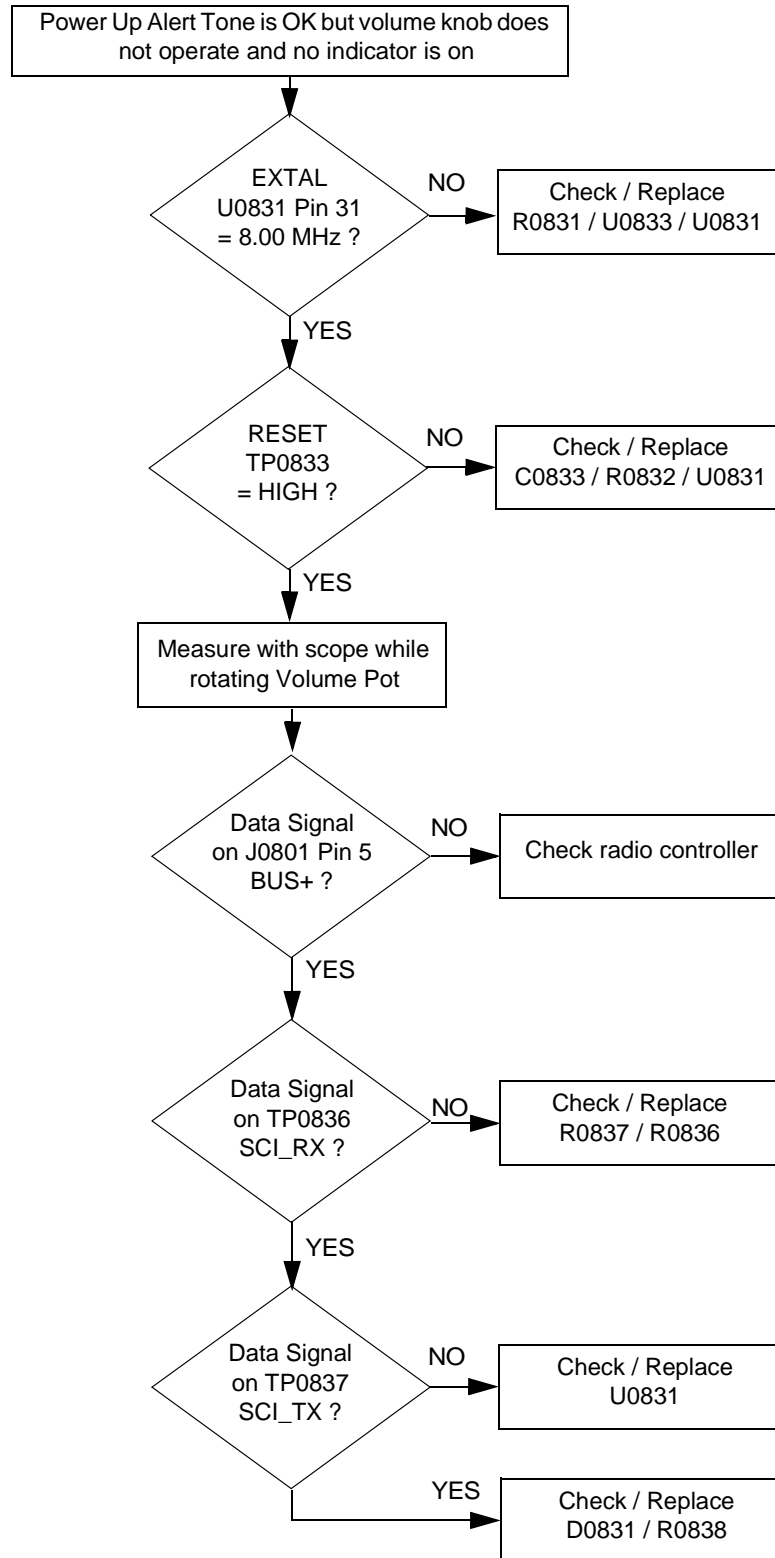 Power Up Alert Tone is OK but volume knob does
not operate and no indicator is on
EXTAL
U0831 Pin 31
= 8.00 MHz ?
NO
Check / Replace
R0831 / U0833 / U0831
YES
RESET
TP0833
= HIGH ?
NO
Check / Replace
C0833 / R0832 / U0831
YES
Measure with scope while
rotating Volume Pot
Data Signal
on J0801 Pin 5
BUS+ ?
NO
Check radio controller
YES
Data Signal
on TP0836
SCI_RX ?
NO
Check / Replace
R0837 / R0836
YES
Data Signal
on TP0837
SCI_TX ?
NO
Check / Replace
U0831
YES
Check / Replace
D0831 / R0838